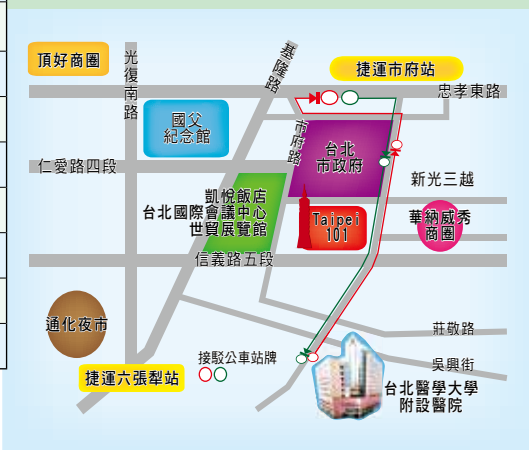 頂好商圈
光復南路
基隆路
捷運市府站
忠孝東路
國父
紀念館
市府路
台北
市政府
仁愛路四段
新光三越
凱悅飯店
台北國際會議中心
世貿展覽館
Taipei
101
華納威秀
商圈
信義路五段
通化夜市
莊敬路
接駁公車站牌
吳興街
捷運六張犁站
台北醫學大學
附設醫院